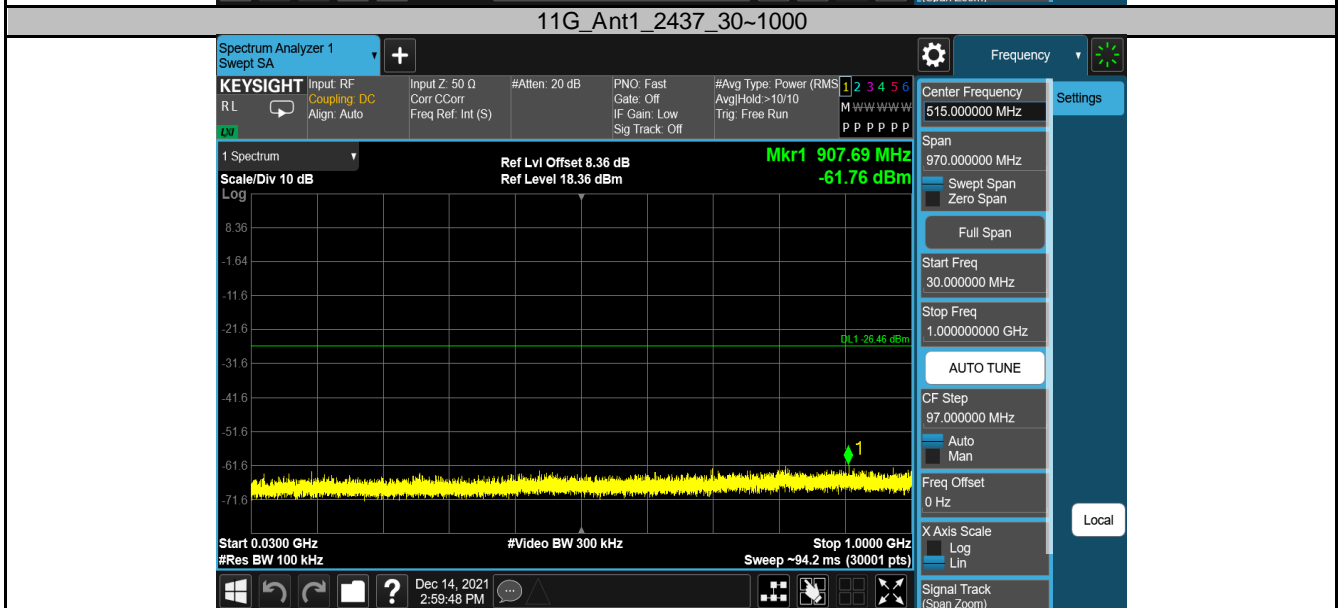 11G_Ant1_2437_30~1000
Spectrum Analyzer 1
Swept SA
+
Frequency
KEYSIGHT
RL
LXI
Input: RF
Coupling: DC
Align: Auto
Input Z: 50 Ω
Corr CCorr
Freq Ref: Int (S)
#Atten: 20 dB
PNO: Fast
Gate: Off
IF Gain: Low
Sig Track: Off
#Avg Type: Power (RMS
Avg|Hold:>10/10
Trig: Free Run
1 2 3 4 5 6
M W W W W W
P P P P P P
Center Frequency
515.000000 MHz
Settings
1 Spectrum
Scale/Div 10 dB
Log
Ref Lvl Offset 8.36 dB
Ref Level 18.36 dBm
Mkr1 907.69 MHz
-61.76 dBm
Span
970.000000 MHz
Swept Span
Zero Span
Full Span
Start Freq
30.000000 MHz
Stop Freq
1.000000000 GHz
AUTO TUNE
CF Step
97.000000 MHz
Auto
Man
Freq Offset
0 Hz
X Axis Scale
Log
Lin
Signal Track
(Span Zoom)
Local
8.36
-1.64
-11.6
-21.6
DL1 -26.46 dBm
-31.6
-41.6
-51.6
1
-61.6
-71.6
Start 0.0300 GHz
#Video BW 300 kHz
Stop 1.0000 GHz
#Res BW 100 kHz
Sweep ~94.2 ms (30001 pts)
?
Dec 14, 2021
2:59:48 PM